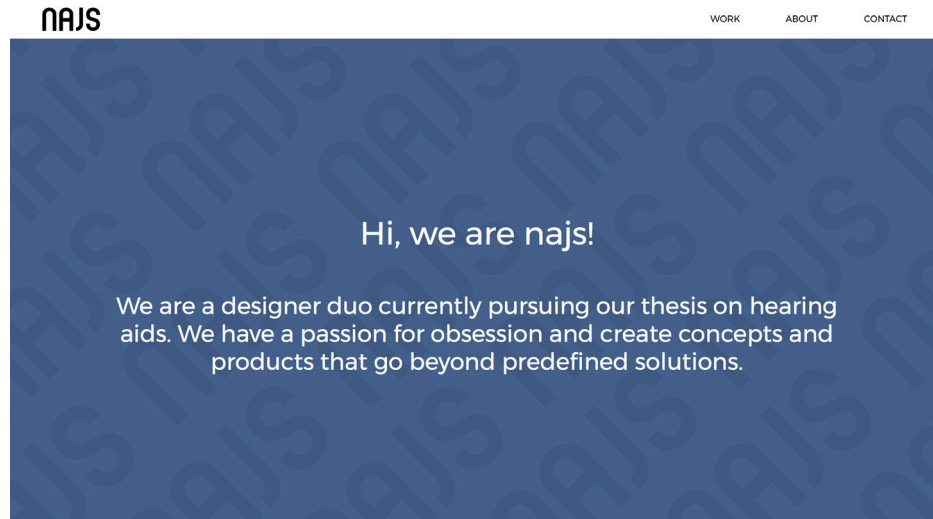 NAJS
WORK ABOUT CONTACT
Hi, we are najs!
We are a designer duo currently pursuing our thesis on hearing
aids. We have a passion for obsession and create concepts and
products that go beyond predefined solutions.